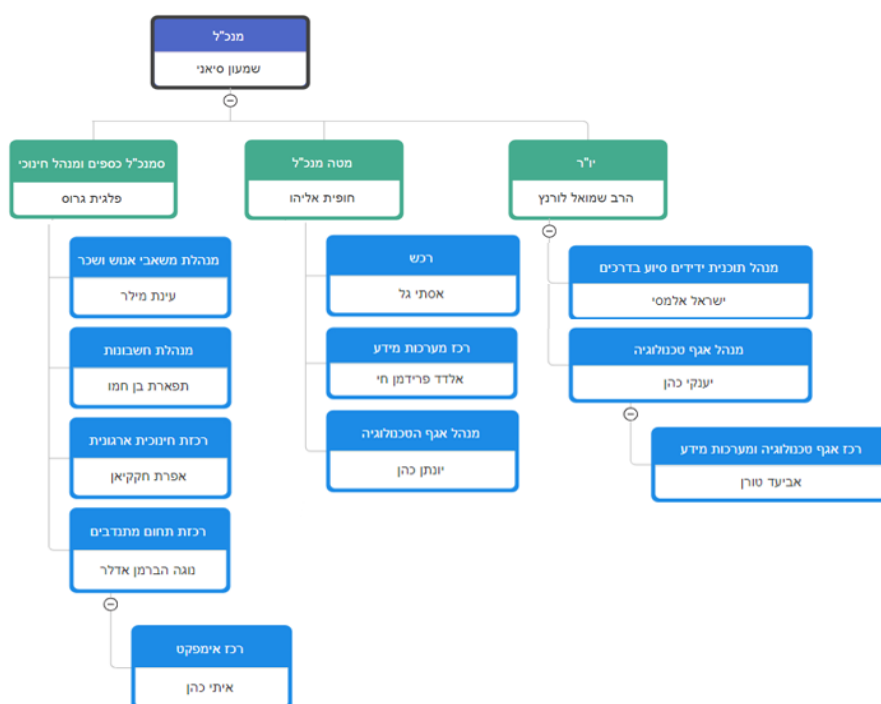 מנכ"ל
שמעון סיאני
יו"ר
הרב שמואל לורנץ
מנהל תוכנית ידידים סיוע בדרכים
ישראל אלמסי
מנהל אגף טכנולוגיה
יענקי כהן
רכז אגף טכנולוגיה ומערכות מידע
אביעד טורן
מטה מנכ"ל
חופית אליהו
רכש
אסתי גל
רכז מערכות מידע
אלדד פרידמן חי
מנהל אגף הטכנולוגיה
יונתן כהן
סמנכ"ל כספים ומנהל חינוכי
פלגית גרוס
מנהלת משאבי אנוש ושכר
עינת מילר
מנהלת חשבונות
תפארת בן חמו
רכזת חינוכית ארגונית
אפרת חקקיאן
רכזת תחום מתנדבים
נוגה הברמן אדלר
רכז אימפקט
איתי כהן